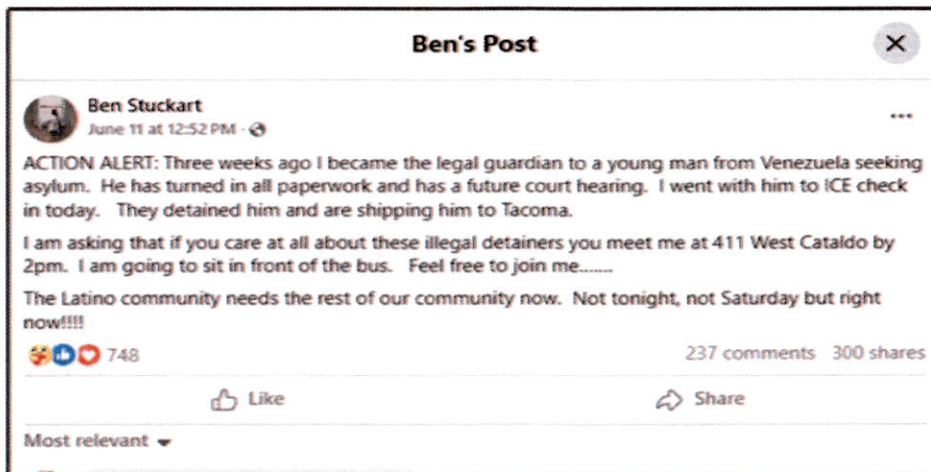 Ben's Post
Ben Stuckart
June 11 at 12:52 PM ·
ACTION ALERT: Three weeks ago I became the legal guardian to a young man from Venezuela seeking
asylum. He has turned in all paperwork and has a future court hearing. I went with him to ICE check
in today. They detained him and are shipping him to Tacoma.
I am asking that if you care at all about these illegal detainers you meet me at 411 West Cataldo by
2pm. I am going to sit in front of the bus. Feel free to join me.......
The Latino community needs the rest of our community now. Not tonight, not Saturday but right
now!!!!
748
237 comments 300 shares
Like
Share
Most relevant